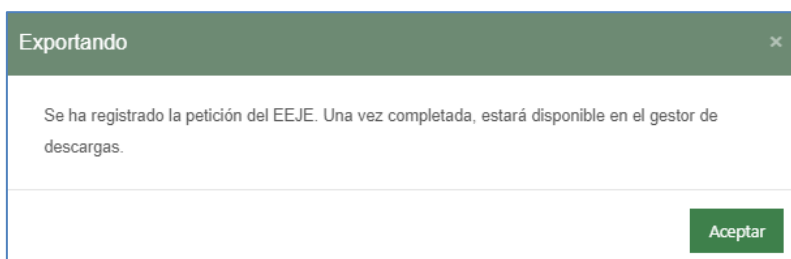 Exportando ×
Se ha registrado la petición del EEJE. Una vez completada, estará disponible en el gestor de
descargas.
Aceptar